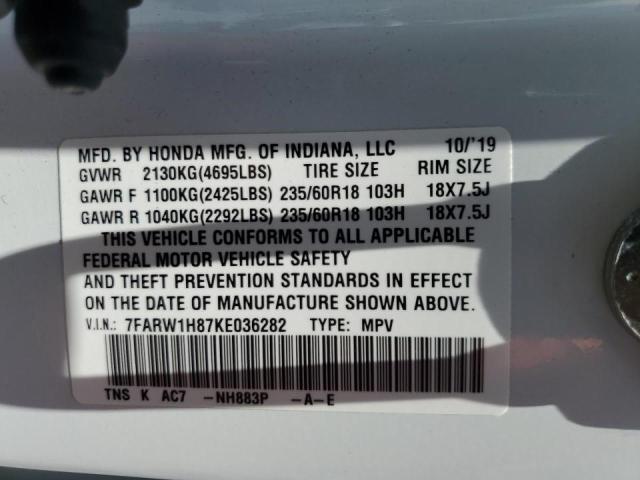 MFD. BY HONDA MFG. OF INDIANA, LLC 10/'19
GVWR 2130KG(4695LBS) TIRE SIZE RIM SIZE
GAWR F 1100KG(2425LBS) 235/60R18 103H 18X7.5J
GAWR R 1040KG(2292LBS) 235/60R18 103H 18X7.5J
THIS VEHICLE CONFORMS TO ALL APPLICABLE
FEDERAL MOTOR VEHICLE SAFETY
AND THEFT PREVENTION STANDARDS IN EFFECT
ON THE DATE OF MANUFACTURE SHOWN ABOVE.
V.I.N.: 7FARW1H87KE036282 TYPE: MPV
TNS K AC7 -NH883P -A-E